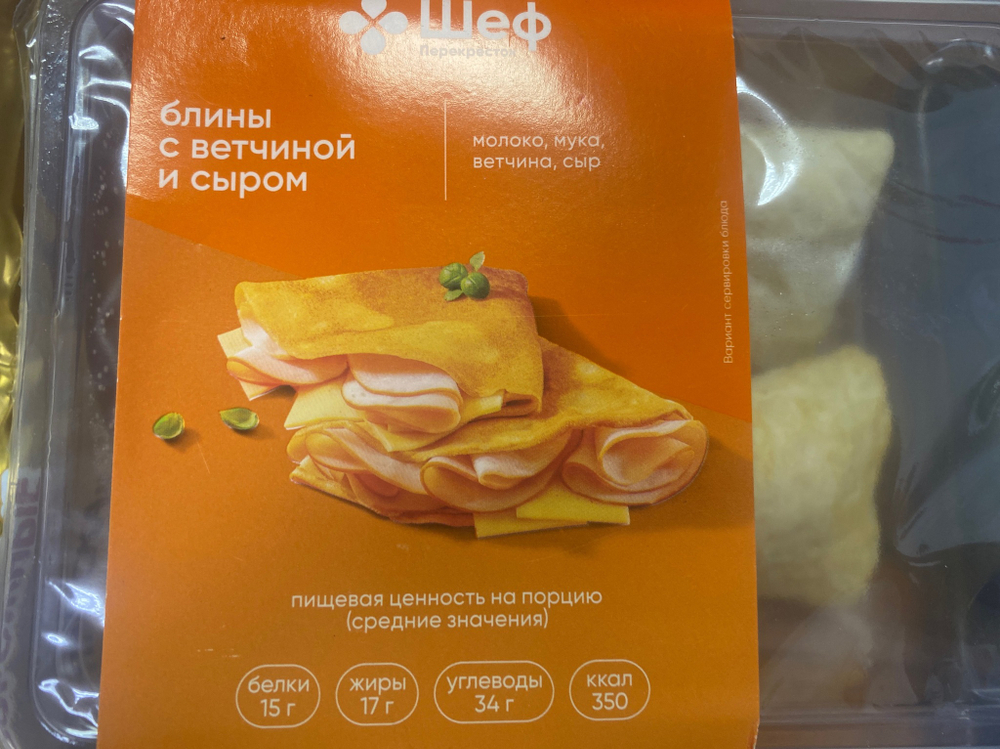 Шеф
Перекрёсток
блины
с ветчиной
и сыром
молоко, мука,
ветчина, сыр
Вариант сервировки блюда
пищевая ценность на порцию
(средние значения)
белки
15 г
жиры
17 г
углеводы
34 г
ккал
350